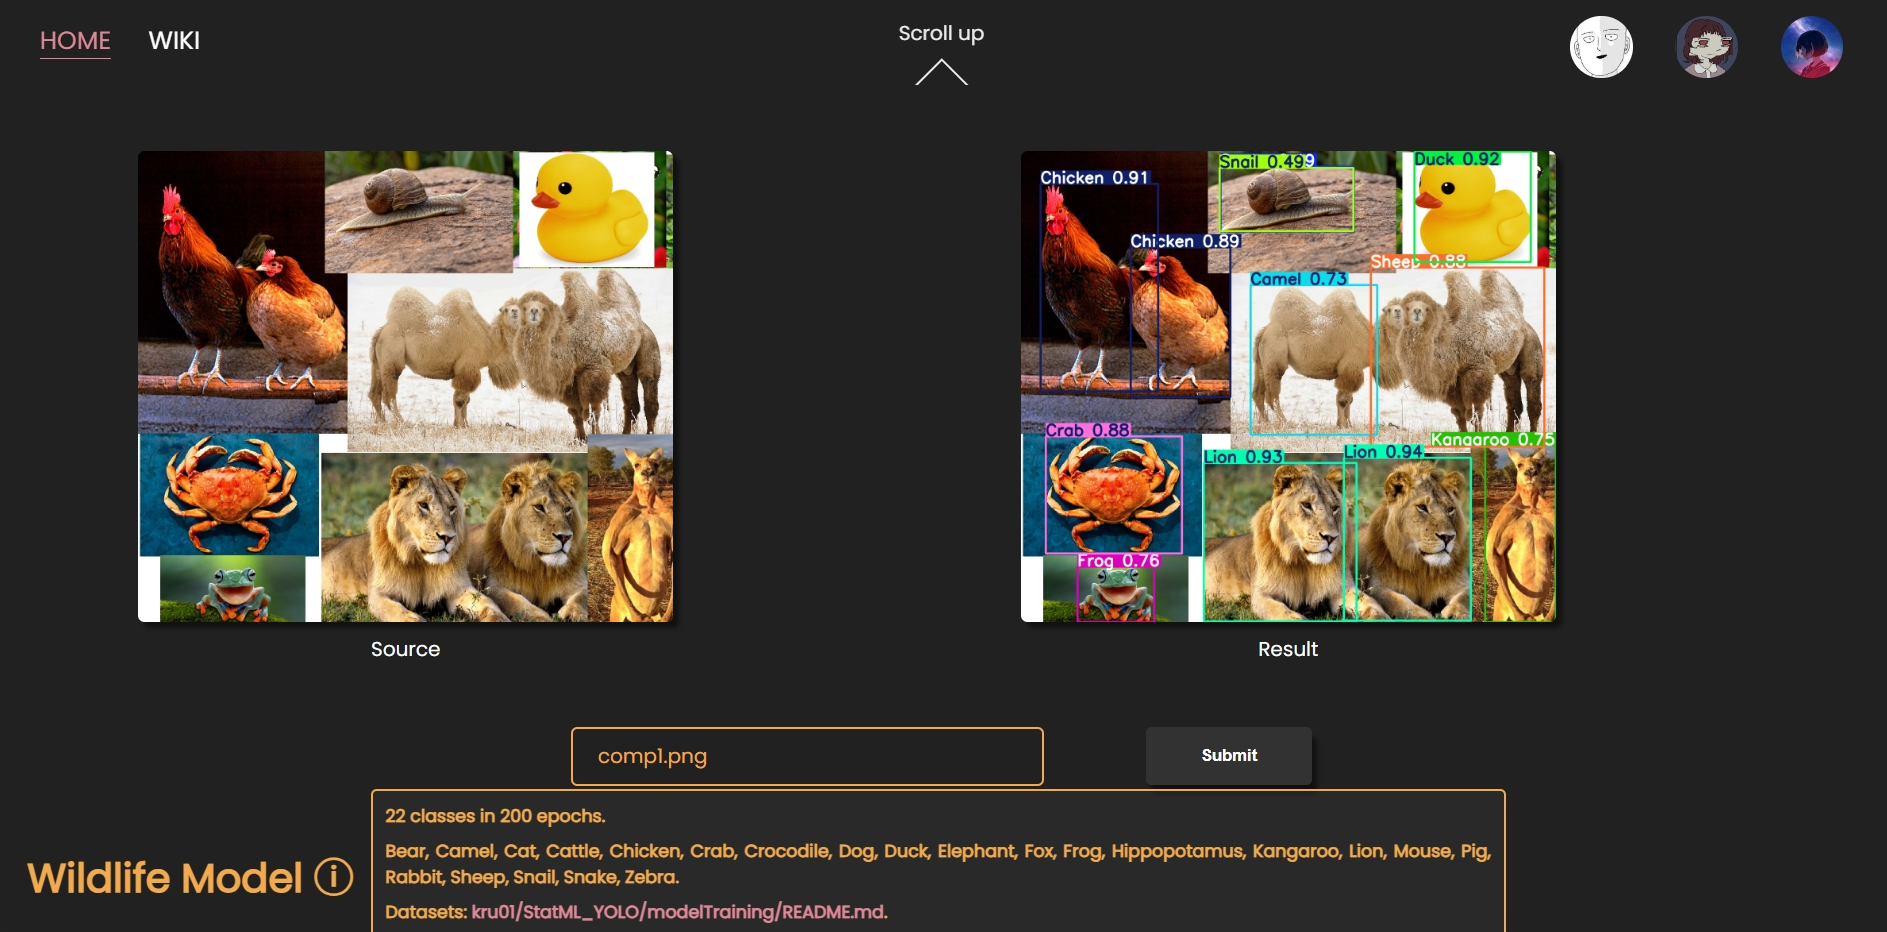 HOME
WIKI
Scroll up
Snail 0.49
9
Duck 0.92
Chicken 0.91
Chicken 0.89
Sheep 0.88
Camel 0.73
Crab 0.88
Kangaroo 0.75
Lion 0.93
Lion 0.94
Frog 0.76
Source
Result
comp1.png
Submit
22 classes in 200 epochs.
Bear, Camel, Cat, Cattle, Chicken, Crab, Crocodile, Dog, Duck, Elephant, Fox, Frog, Hippopotamus, Kangaroo, Lion, Mouse, Pig,
Rabbit, Sheep, Snail, Snake, Zebra.
Wildlife Model i
Datasets: kru01/StatML_YOLO/modelTraining/README.md.